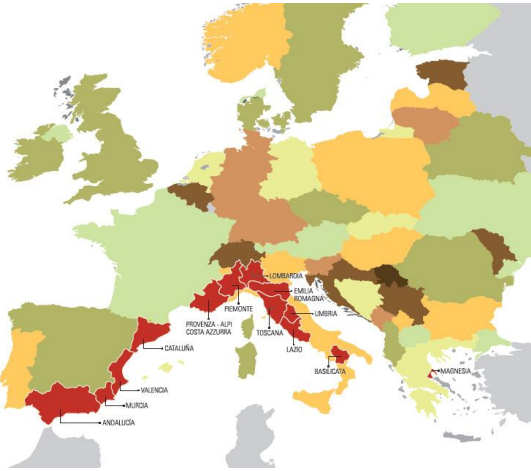 LOMBARDIA
EMILIA
ROMAGNA
PIEMONTE
UMBRIA
PROVENZA - ALPI
COSTA AZZURRA
TOSCANA
LAZIO
CATALUÑA
BASILICATA
MAGNESIA
VALENCIA
MURCIA
ANDALUCÍA